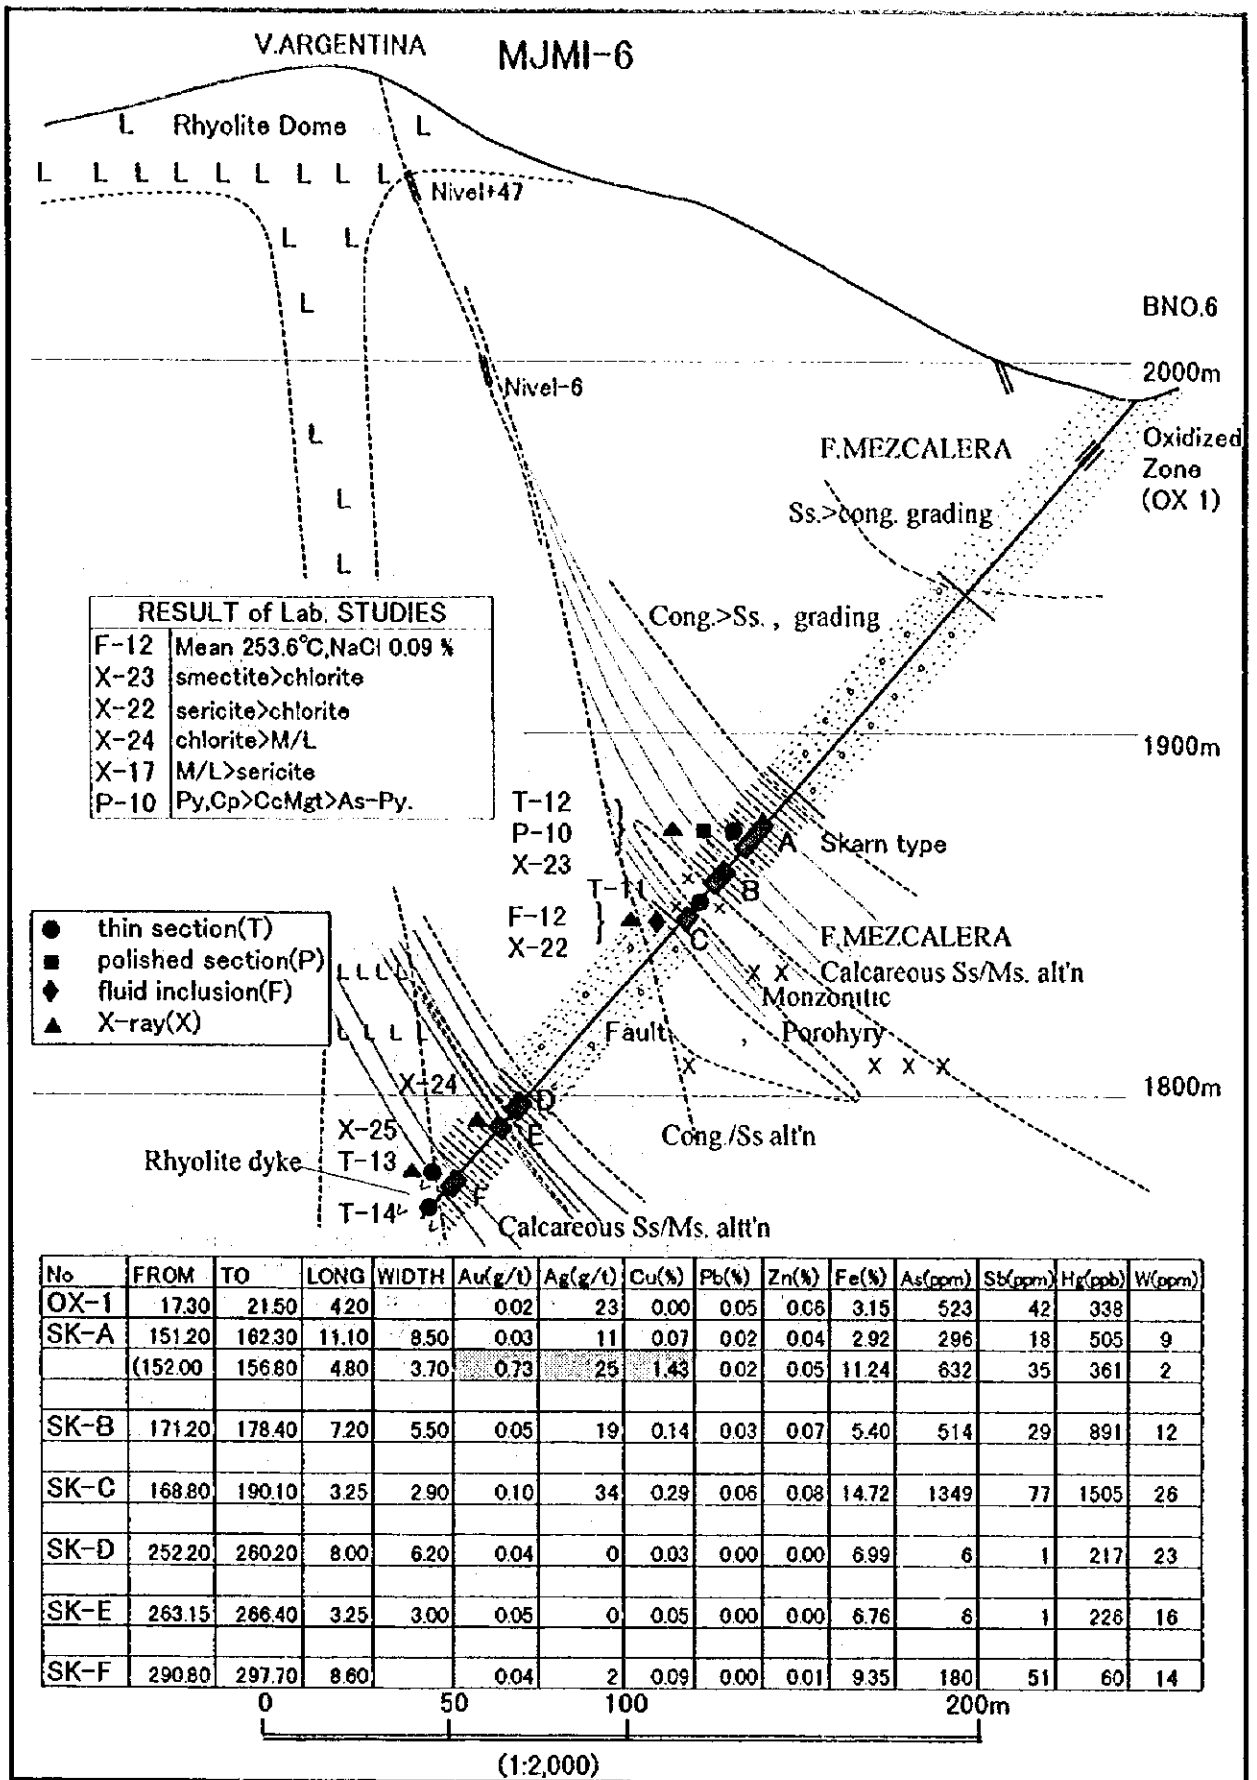 V.ARGENTINA
MJMI-6
L Rhyolite Dome L
L L L L L L L L L
Nivel+47
L L
L
BNO.6
2000m
Nivel-6
L
F.MEZCALERA
Oxidized
Zone
(OX 1)
L
Ss.>cong. grading
L
RESULT of Lab. STUDIES
F-12 Mean 253.6°C,NaCl 0.09 %
X-23 smectite>chlorite
X-22 sericite>chlorite
X-24 chlorite>M/L
X-17 M/L>sericite
P-10 Py,Cp>CcMgt>As-Py.
Cong.>Ss. , grading
1900m
T-12
P-10
X-23
A Skarn type
T-11
B
F-12
X-22
C
F.MEZCALERA
X X Calcareous Ss/Ms. alt'n
Monzonitic
Porohyry
Fault
X X X X
thin section(T)
polished section(P)
fluid inclusion(F)
X-ray(X)
L L L L
L L L L
X-24
D
1800m
X-25
E
Cong./Ss alt'n
Rhyolite dyke
T-13
F
T-14
Calcareous Ss/Ms. altt'n
No FROM TO LONG WIDTH Au(g/t) Ag(g/t) Cu(%) Pb(%) Zn(%) Fe(%) As(ppm) Sb(ppm) Hg(ppb) W(ppm)
OX-1 17.30 21.50 4.20 0.02 23 0.00 0.05 0.06 3.15 523 42 338
SK-A 151.20 162.30 11.10 8.50 0.03 11 0.07 0.02 0.04 2.92 296 18 505 9
(152.00 156.80 4.80 3.70 0.73 25 1.43 0.02 0.05 11.24 632 35 361 2
SK-B 171.20 178.40 7.20 5.50 0.05 19 0.14 0.03 0.07 5.40 514 29 891 12
SK-C 168.80 190.10 3.25 2.90 0.10 34 0.29 0.06 0.08 14.72 1349 77 1505 26
SK-D 252.20 260.20 8.00 6.20 0.04 0 0.03 0.00 0.00 6.99 6 1 217 23
SK-E 263.15 266.40 3.25 3.00 0.05 0 0.05 0.00 0.00 6.76 6 1 226 16
SK-F 290.80 297.70 8.60 0.04 2 0.09 0.00 0.01 9.35 180 51 60 14
0 50 100 200m
(1:2,000)